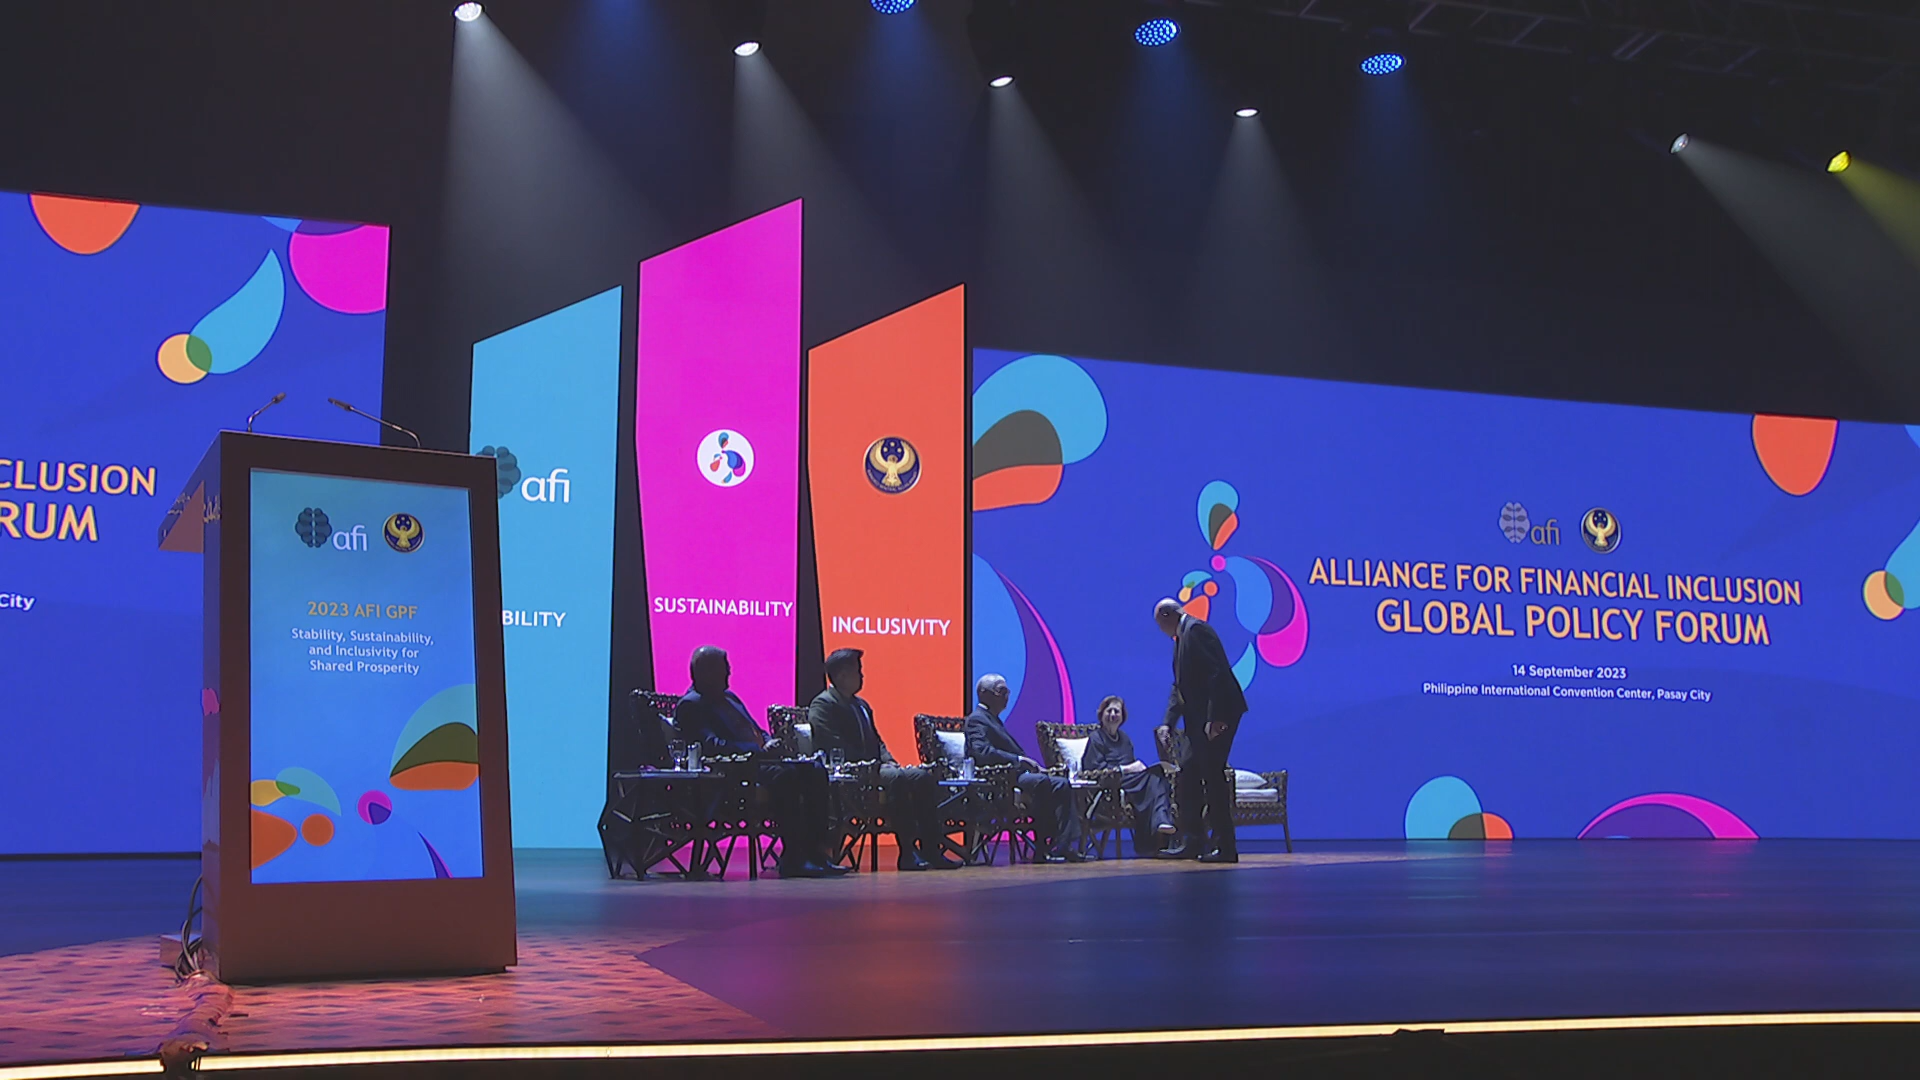 CLUSION
RUM
City
afi
2023 AFI GPF
Stability, Sustainability,
and Inclusivity for
Shared Prosperity
afi
BILITY
SUSTAINABILITY
INCLUSIVITY
afi
ALLIANCE FOR FINANCIAL INCLUSION
GLOBAL POLICY FORUM
14 September 2023
Philippine International Convention Center, Pasay City